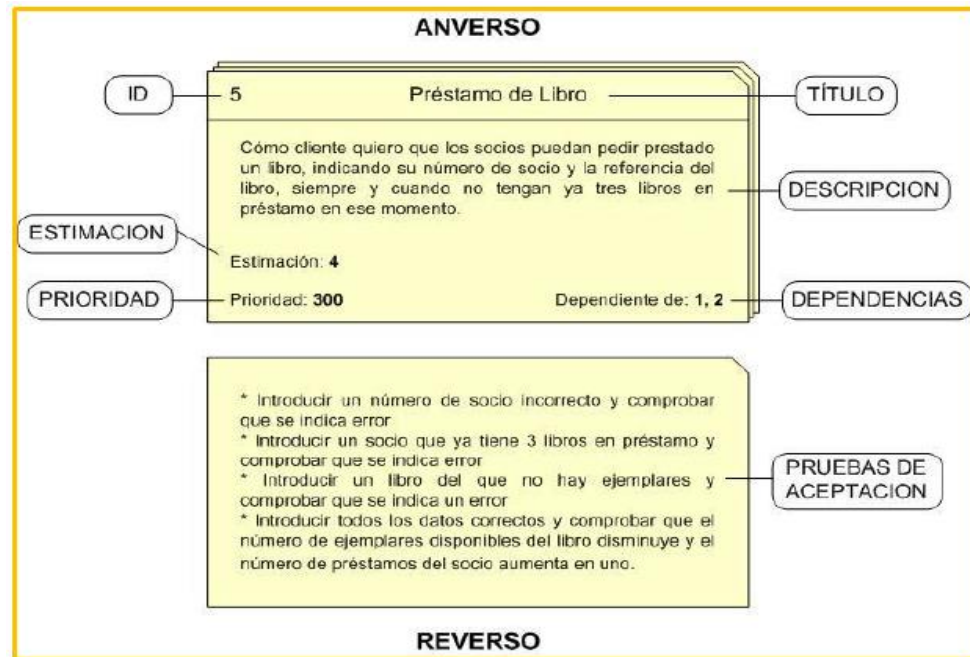 ANVERSO
ID
5
Préstamo de Libro
TÍTULO
Cómo cliente quiero que los socios puedan pedir prestado
un libro, indicando su número de socio y la referencia del
libro, siempre y cuando no tengan ya tres libros en
préstamo en ese momento.
DESCRIPCION
ESTIMACION
Estimación: 4
PRIORIDAD
Prioridad: 300
Dependiente de: 1, 2
DEPENDENCIAS
* Introducir un número de socio incorrecto y comprobar
que se indica error
* Introducir un socio que ya tiene 3 libros en préstamo y
comprobar que se indica error
* Introducir un libro del que no hay ejemplares y
comprobar que se indica un error
* Introducir todos los datos correctos y comprobar que el
número de ejemplares disponibles del libro disminuye y el
número de préstamos del socio aumenta en uno.
PRUEBAS DE
ACEPTACION
REVERSO